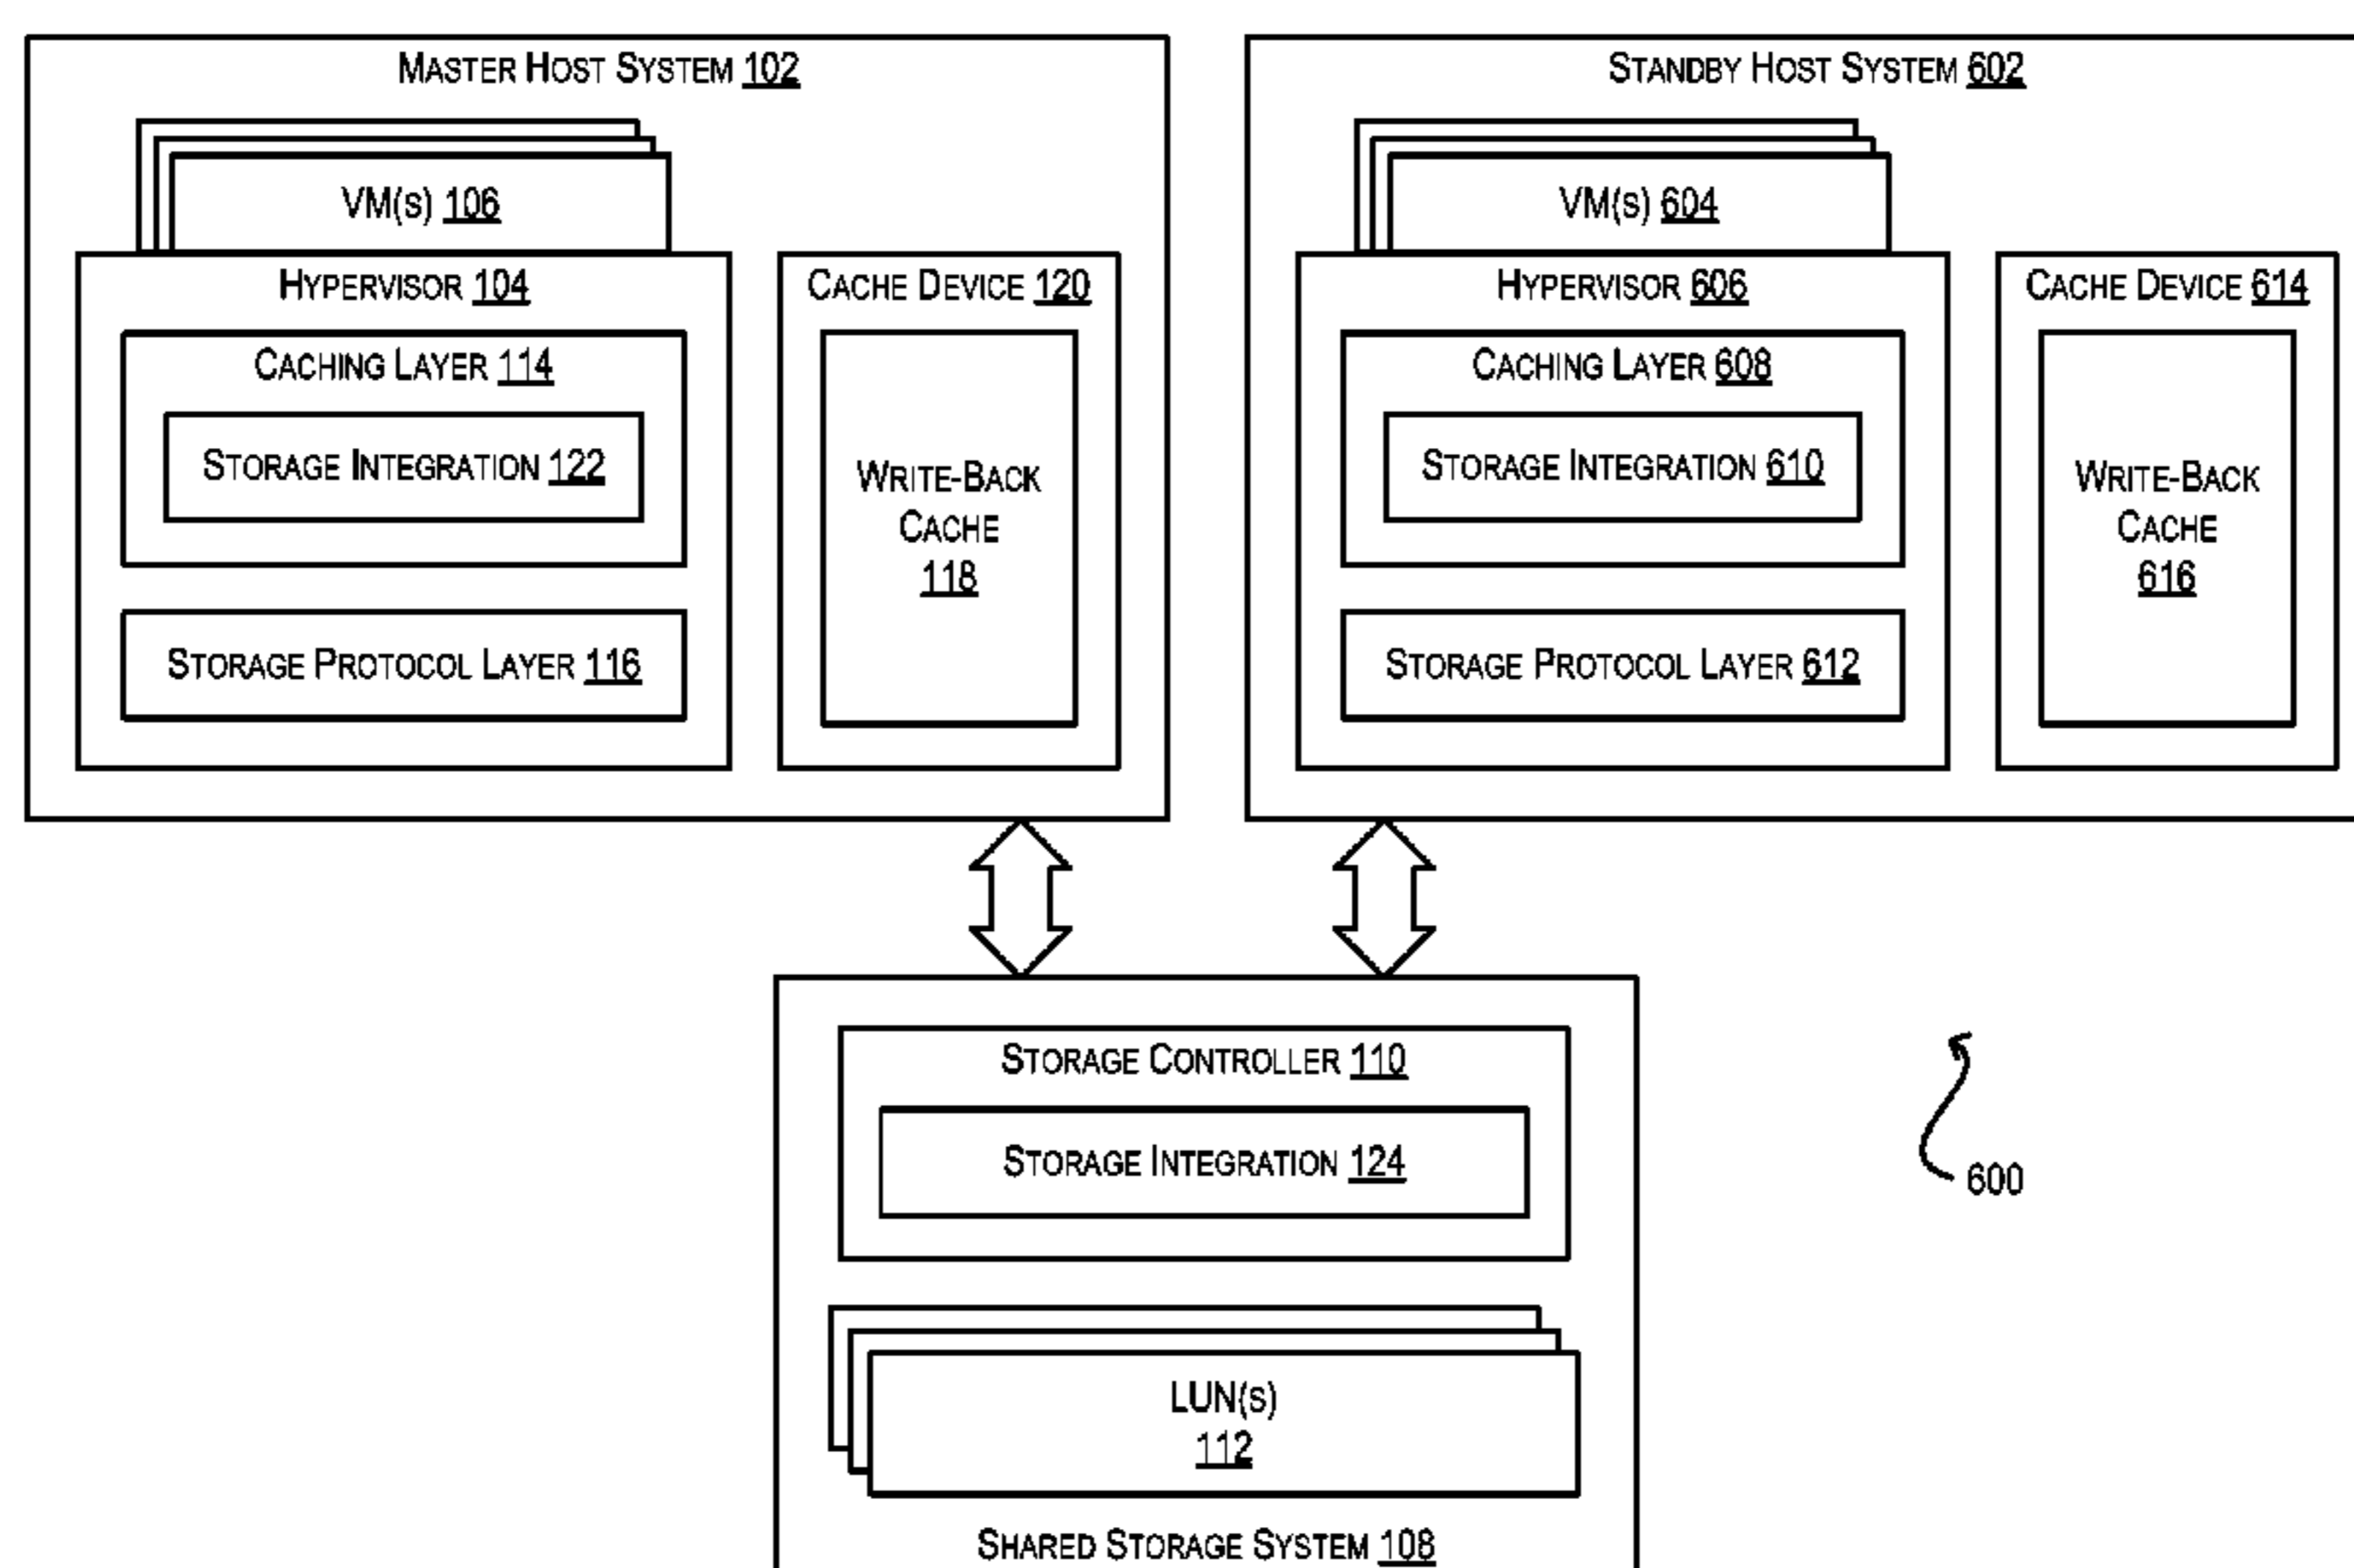 MASTER HOST SYSTEM 102
VM(s) 106
HYPERVISOR 104
CACHING LAYER 114
STORAGE INTEGRATION 122
STORAGE PROTOCOL LAYER 116
CACHE DEVICE 120
WRITE-BACK
CACHE
118
STANDBY HOST SYSTEM 602
VM(s) 604
HYPERVISOR 606
CACHING LAYER 608
STORAGE INTEGRATION 610
STORAGE PROTOCOL LAYER 612
CACHE DEVICE 614
WRITE-BACK
CACHE
616
STORAGE CONTROLLER 110
STORAGE INTEGRATION 124
LUN(s)
112
SHARED STORAGE SYSTEM 108
600